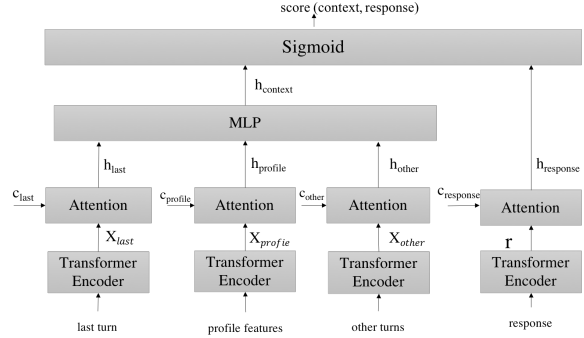 score (context, response)
Sigmoid
h_context
MLP
h_last
h_profile
h_other
h_response
c_last
c_profile
c_other
c_response
Attention
Attention
Attention
Attention
X_last
X_profie
X_other
r
Transformer
Encoder
Transformer
Encoder
Transformer
Encoder
Transformer
Encoder
last turn
profile features
other turns
response